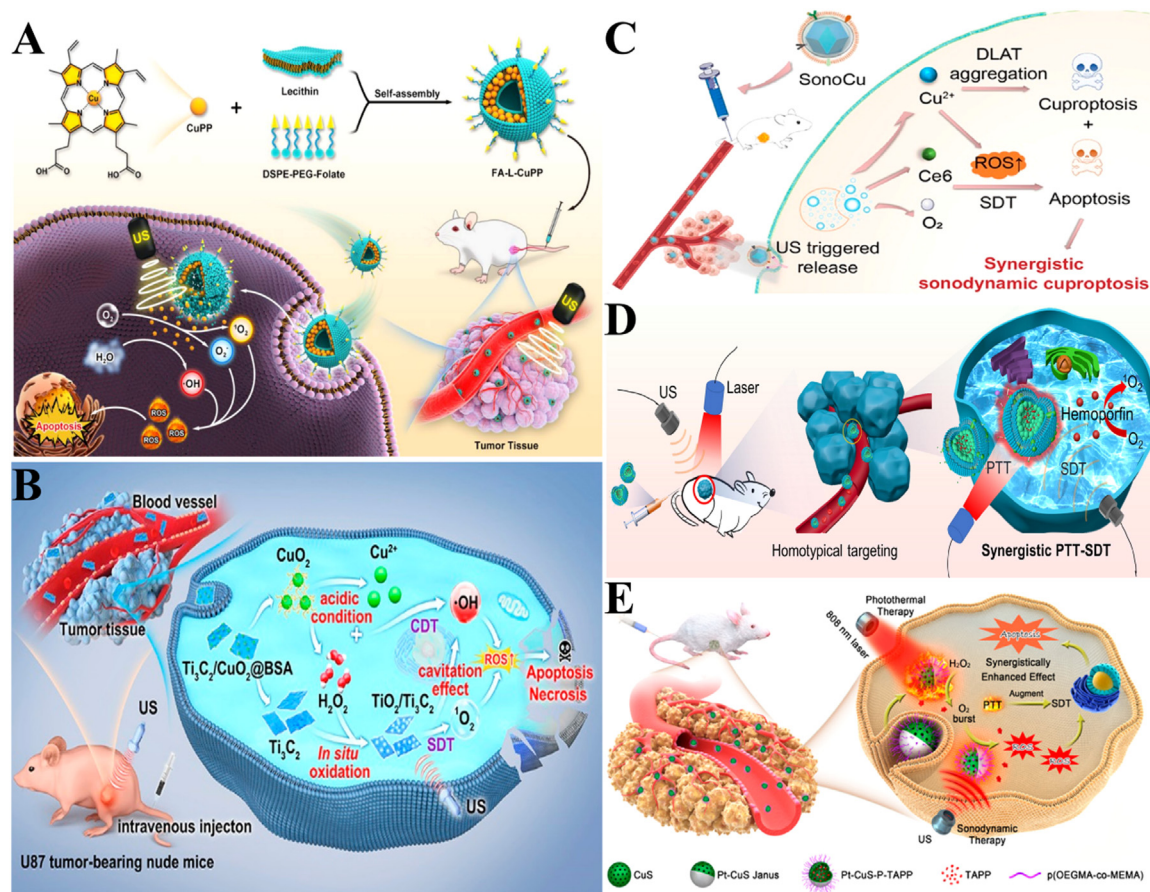 A
Cu
CuPP
OH
HO
+
Lecithin
DSPE-PEG-Folate
Self-assembly
FA-L-CuPP
US
O₂
¹O₂
H₂O
O₂⁻
·OH
ROS
ROS
ROS
Apoptosis
US
Tumor Tissue
B
Blood vessel
Tumor tissue
CuO₂
Cu²⁺
acidic
condition
+
·OH
CDT
cavitation
effect
ROS↑
Apoptosis
Necrosis
Ti₃C₂/CuO₂@BSA
H₂O₂
TiO₂/Ti₃C₂
¹O₂
Ti₃C₂
In situ
oxidation
SDT
US
US
intravenous injecton
U87 tumor-bearing nude mice
C
SonoCu
DLAT
aggregation
Cu²⁺
Cuproptosis
+
Ce6
ROS↑
SDT
Apoptosis
O₂
US triggered
release
Synergistic
sonodynamic cuproptosis
D
US
Laser
Homotypical targeting
¹O₂
Hemoporfin
O₂
PTT
SDT
Synergistic PTT-SDT
E
Photothermal Therapy
808 nm laser
Apoptosis
H₂O₂
Synergistically
Enhanced Effect
O₂
burst
PTT
Augment
SDT
ROS
ROS
US
Sonodynamic
Therapy
CuS
Pt-CuS Janus
Pt-CuS-P-TAPP
TAPP
p(OEGMA-co-MEMA)